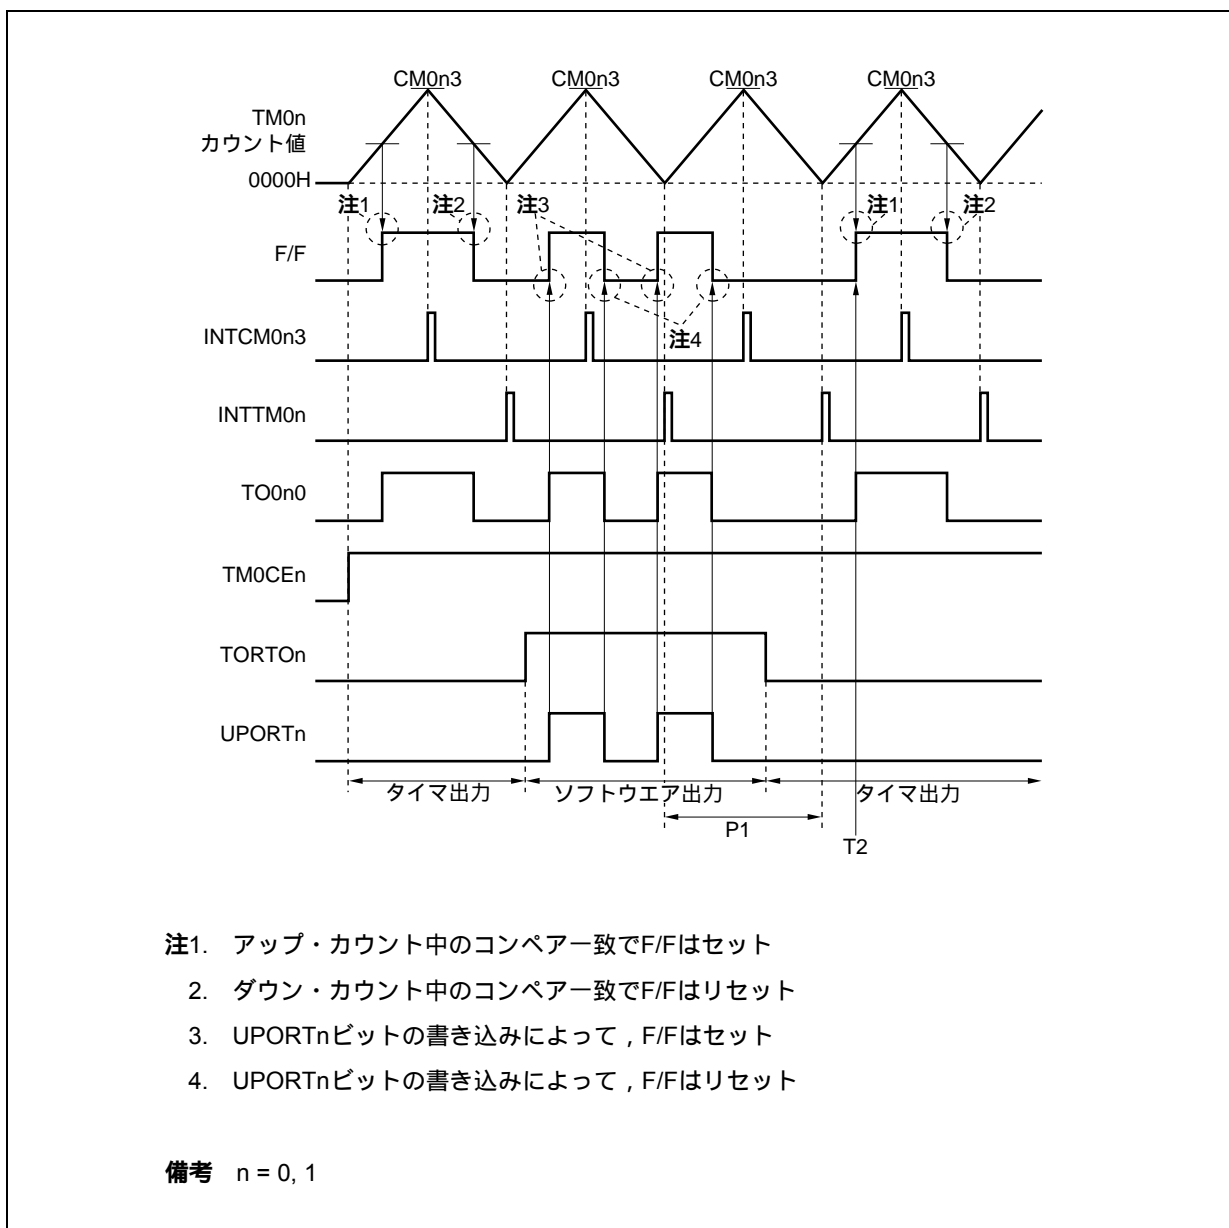 CM0n3 CM0n3 CM0n3 CM0n3
TM0n
カウント値
0000H
注1 注2 注3 注1 注2
F/F
注4
INTCM0n3
INTTM0n
TO0n0
TM0CEn
TORTOn
UPORTn
タイマ出力 ソフトウエア出力 タイマ出力
P1
T2
注1. アップ・カウント中のコンペア一致でF/Fはセット
2. ダウン・カウント中のコンペア一致でF/Fはリセット
3. UPORTnビットの書き込みによって，F/Fはセット
4. UPORTnビットの書き込みによって，F/Fはリセット
備考 n = 0, 1